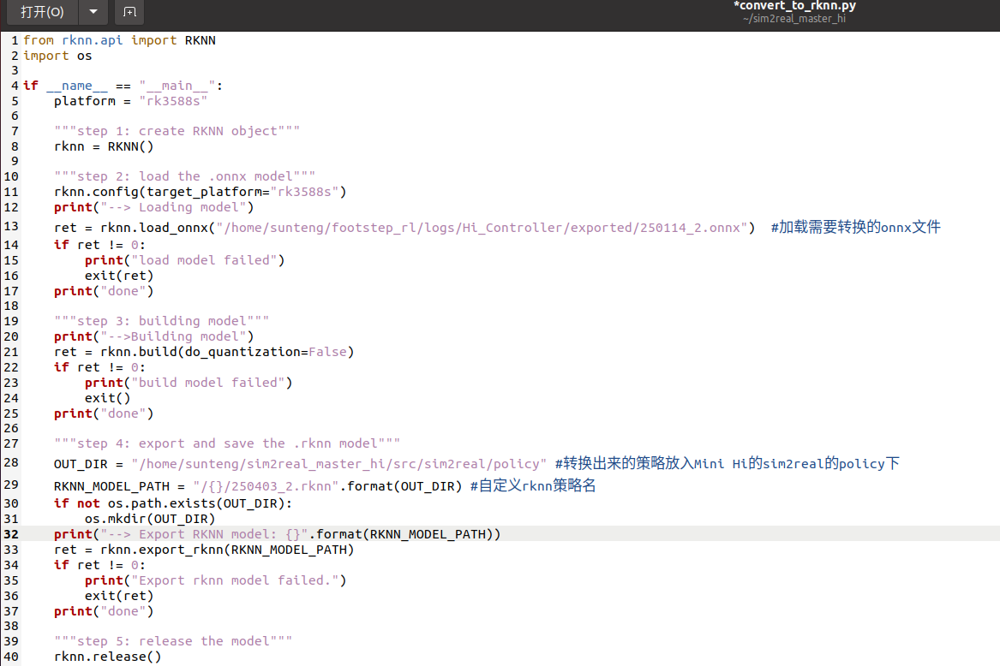 打开(O)
*convert_to_rknn.py
~/sim2real_master_hi
1 from rknn.api import RKNN
2 import os
3
4 if __name__ == "__main__":
5     platform = "rk3588s"
6
7     """step 1: create RKNN object"""
8     rknn = RKNN()
9
10     """step 2: load the .onnx model"""
11     rknn.config(target_platform="rk3588s")
12     print("--> Loading model")
13     ret = rknn.load_onnx("/home/sunteng/footstep_rl/logs/Hi_Controller/exported/250114_2.onnx")  #加载需要转换的onnx文件
14     if ret != 0:
15         print("load model failed")
16         exit(ret)
17     print("done")
18
19     """step 3: building model"""
20     print("-->Building model")
21     ret = rknn.build(do_quantization=False)
22     if ret != 0:
23         print("build model failed")
24         exit()
25     print("done")
26
27     """step 4: export and save the .rknn model"""
28     OUT_DIR = "/home/sunteng/sim2real_master_hi/src/sim2real/policy" #转换出来的策略放入Mini Hi的sim2real的policy下
29     RKNN_MODEL_PATH = "/{}/250403_2.rknn".format(OUT_DIR) #自定义rknn策略名
30     if not os.path.exists(OUT_DIR):
31         os.mkdir(OUT_DIR)
32     print("--> Export RKNN model: {}".format(RKNN_MODEL_PATH))
33     ret = rknn.export_rknn(RKNN_MODEL_PATH)
34     if ret != 0:
35         print("Export rknn model failed.")
36         exit(ret)
37     print("done")
38
39     """step 5: release the model"""
40     rknn.release()